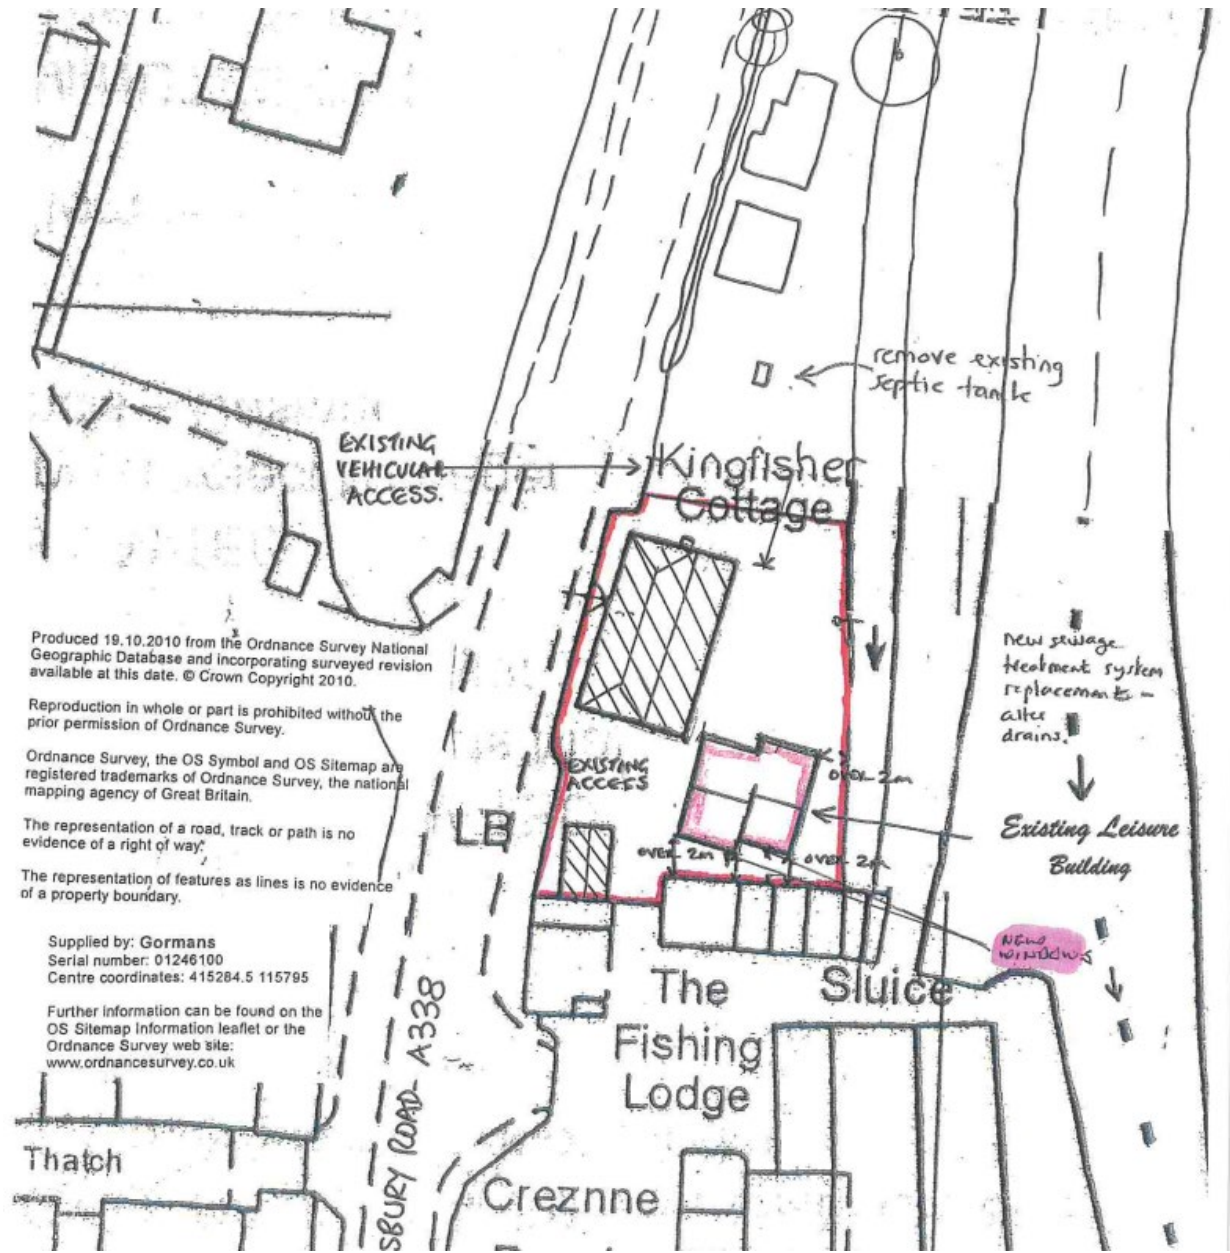 remove existing
septic tank
EXISTING
VEHICULAR
ACCESS.
Kingfisher
Cottage
Produced 19.10.2010 from the Ordnance Survey National
Geographic Database and incorporating surveyed revision
available at this date. © Crown Copyright 2010.
Reproduction in whole or part is prohibited without the
prior permission of Ordnance Survey.
Ordnance Survey, the OS Symbol and OS Sitemap are
registered trademarks of Ordnance Survey, the national
mapping agency of Great Britain.
The representation of a road, track or path is no
evidence of a right of way.
The representation of features as lines is no evidence
of a property boundary.
Supplied by: Gormans
Serial number: 01246100
Centre coordinates: 415284.5 115795
Further information can be found on the
OS Sitemap Information leaflet or the
Ordnance Survey web site:
www.ordnancesurvey.co.uk
new sewage
treatment system
replacement -
alter
drains.
EXISTING
ACCESS
OVER 2m
LB
OVER 2m
OVER 2m
Existing Leisure
Building
NEW
WINDOWS
The
Fishing
Lodge
Sluice
SBURY ROAD - A338
Thatch
Creznne